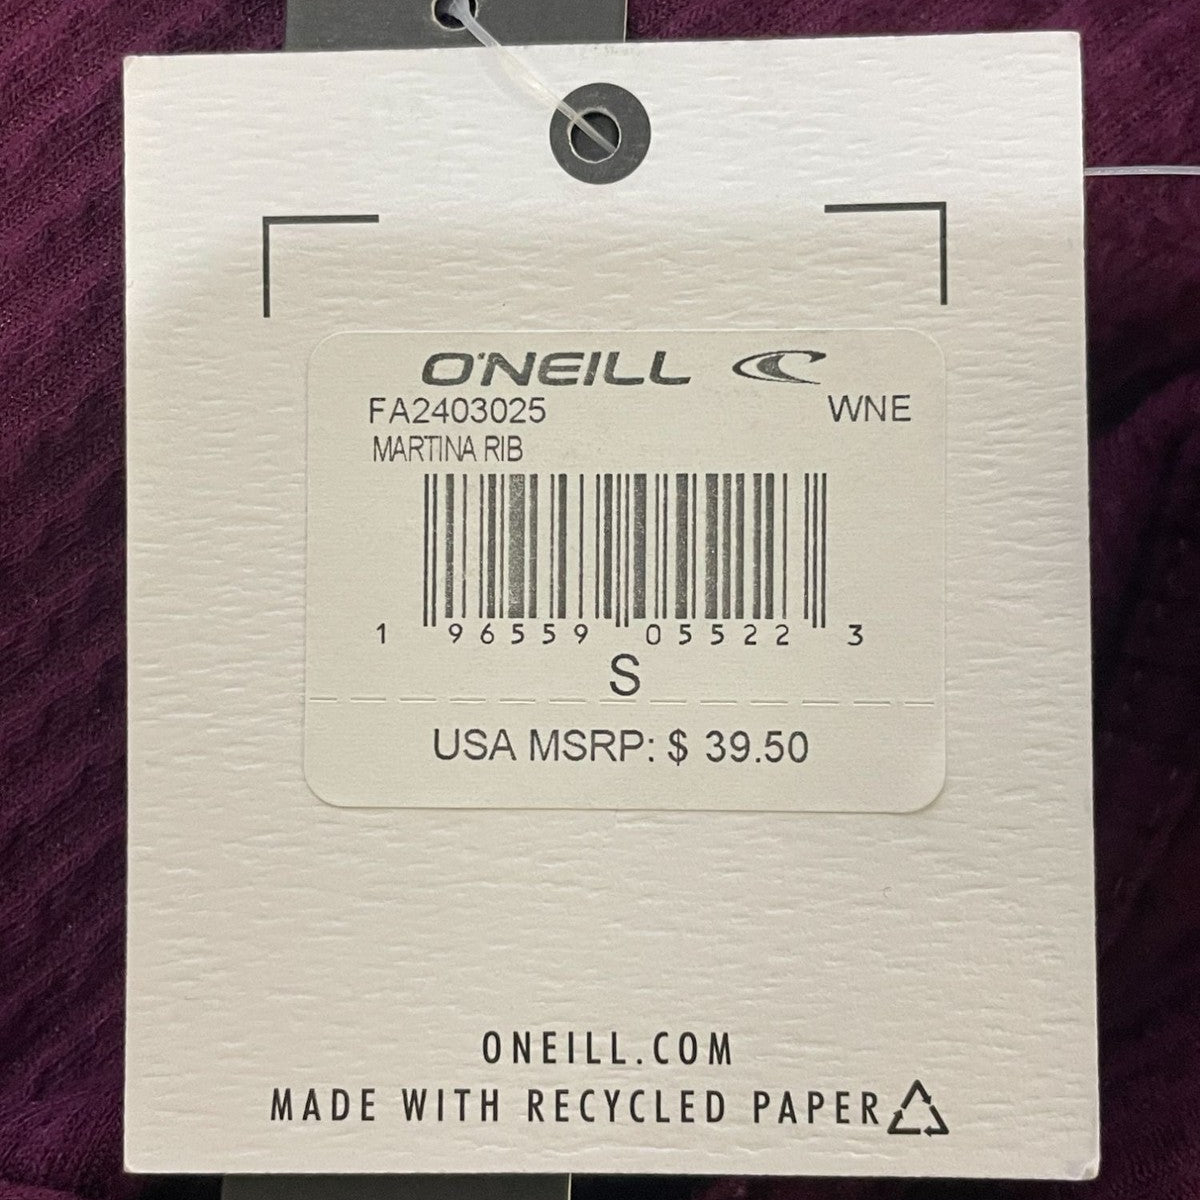 O'NEILL
FA2403025 WNE
MARTINA RIB
1 96559 05522 3
S
USA MSRP: $ 39.50
ONEILL.COM
MADE WITH RECYCLED PAPER